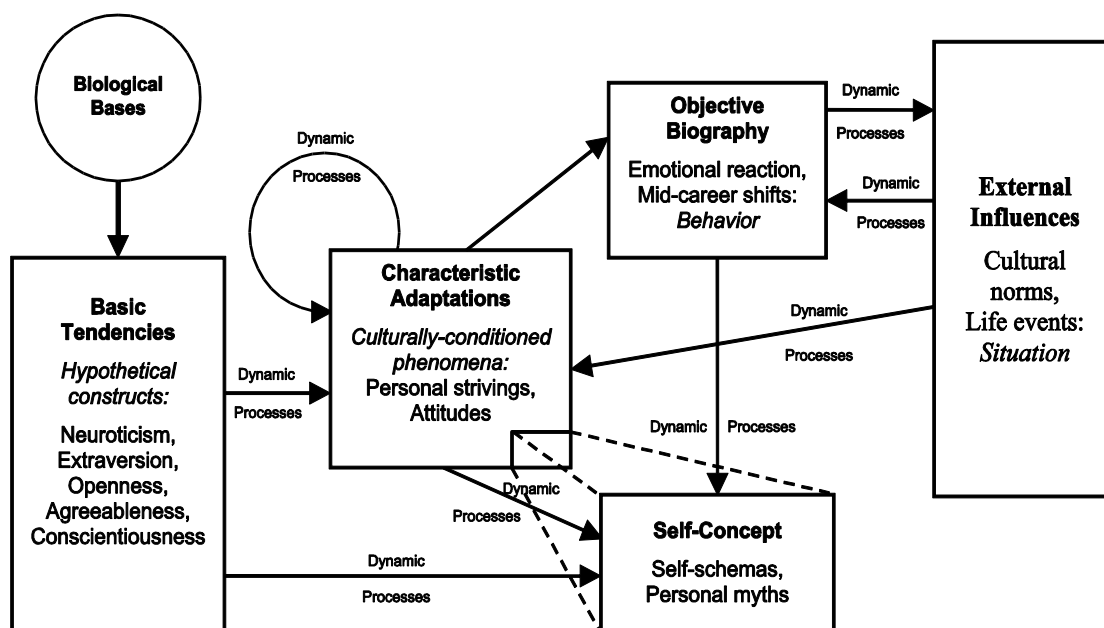 Biological
Bases
Basic
Tendencies
Hypothetical
constructs:
Neuroticism,
Extraversion,
Openness,
Agreeableness,
Conscientiousness
Dynamic
Processes
Dynamic
Processes
Characteristic
Adaptations
Culturally-conditioned
phenomena:
Personal strivings,
Attitudes
Dynamic
Processes
Dynamic
Processes
Objective
Biography
Emotional reaction,
Mid-career shifts:
Behavior
Dynamic
Processes
Dynamic
Processes
Dynamic
Processes
Dynamic
Processes
Self-Concept
Self-schemas,
Personal myths
External
Influences
Cultural
norms,
Life events:
Situation